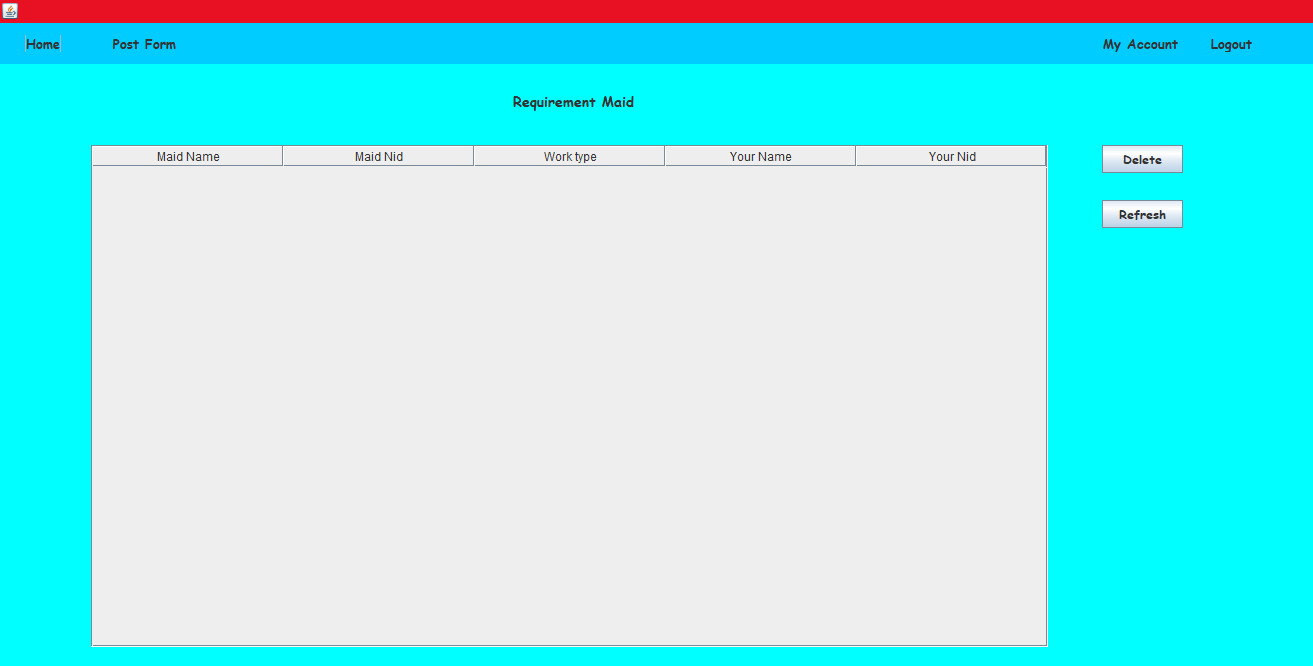 Home Post Form My Account Logout
Requirement Maid
Maid Name Maid Nid Work type Your Name Your Nid
Delete
Refresh